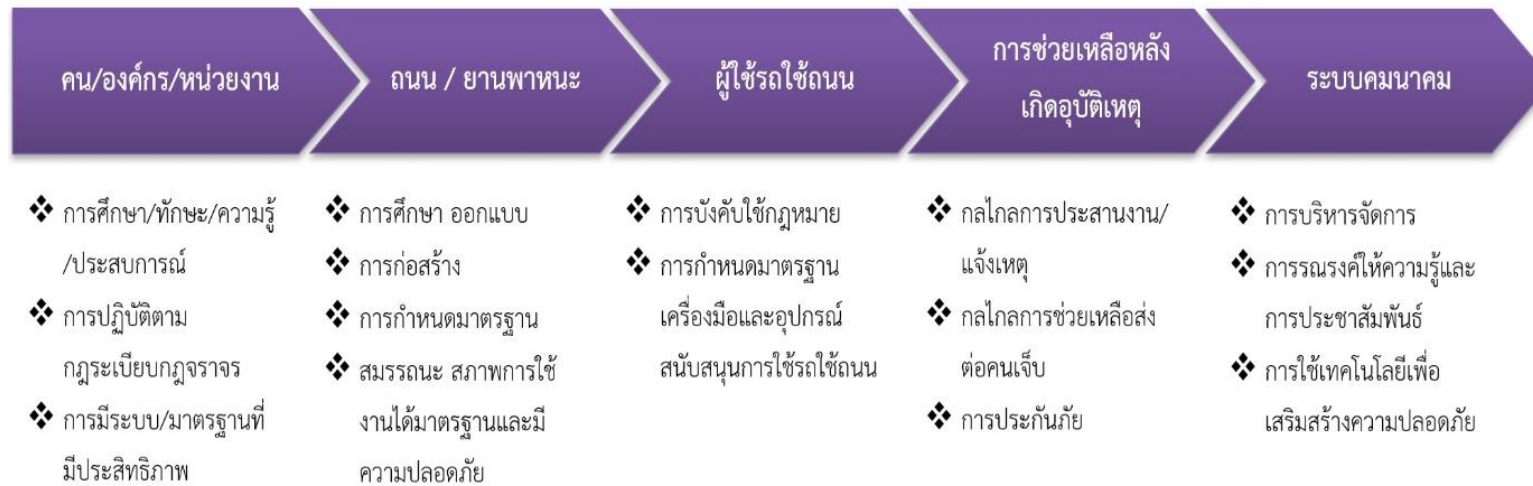 คน/องค์กร/หน่วยงาน
ถนน / ยานพาหนะ
ผู้ใช้รถใช้ถนน
การช่วยเหลือหลัง
เกิดอุบัติเหตุ
ระบบคมนาคม
❖ การศึกษา/ทักษะ/ความรู้
/ประสบการณ์
❖ การปฏิบัติตาม
กฎระเบียบกฎจราจร
❖ การมีระบบ/มาตรฐานที่
มีประสิทธิภาพ
❖ การศึกษา ออกแบบ
❖ การก่อสร้าง
❖ การกำหนดมาตรฐาน
❖ สมรรถนะ สภาพการใช้
งานได้มาตรฐานและมี
ความปลอดภัย
❖ การบังคับใช้กฎหมาย
❖ การกำหนดมาตรฐาน
เครื่องมือและอุปกรณ์
สนับสนุนการใช้รถใช้ถนน
❖ กลไกลการประสานงาน/
แจ้งเหตุ
❖ กลไกลการช่วยเหลือส่ง
ต่อคนเจ็บ
❖ การประกันภัย
❖ การบริหารจัดการ
❖ การรณรงค์ให้ความรู้และ
การประชาสัมพันธ์
❖ การใช้เทคโนโลยีเพื่อ
เสริมสร้างความปลอดภัย